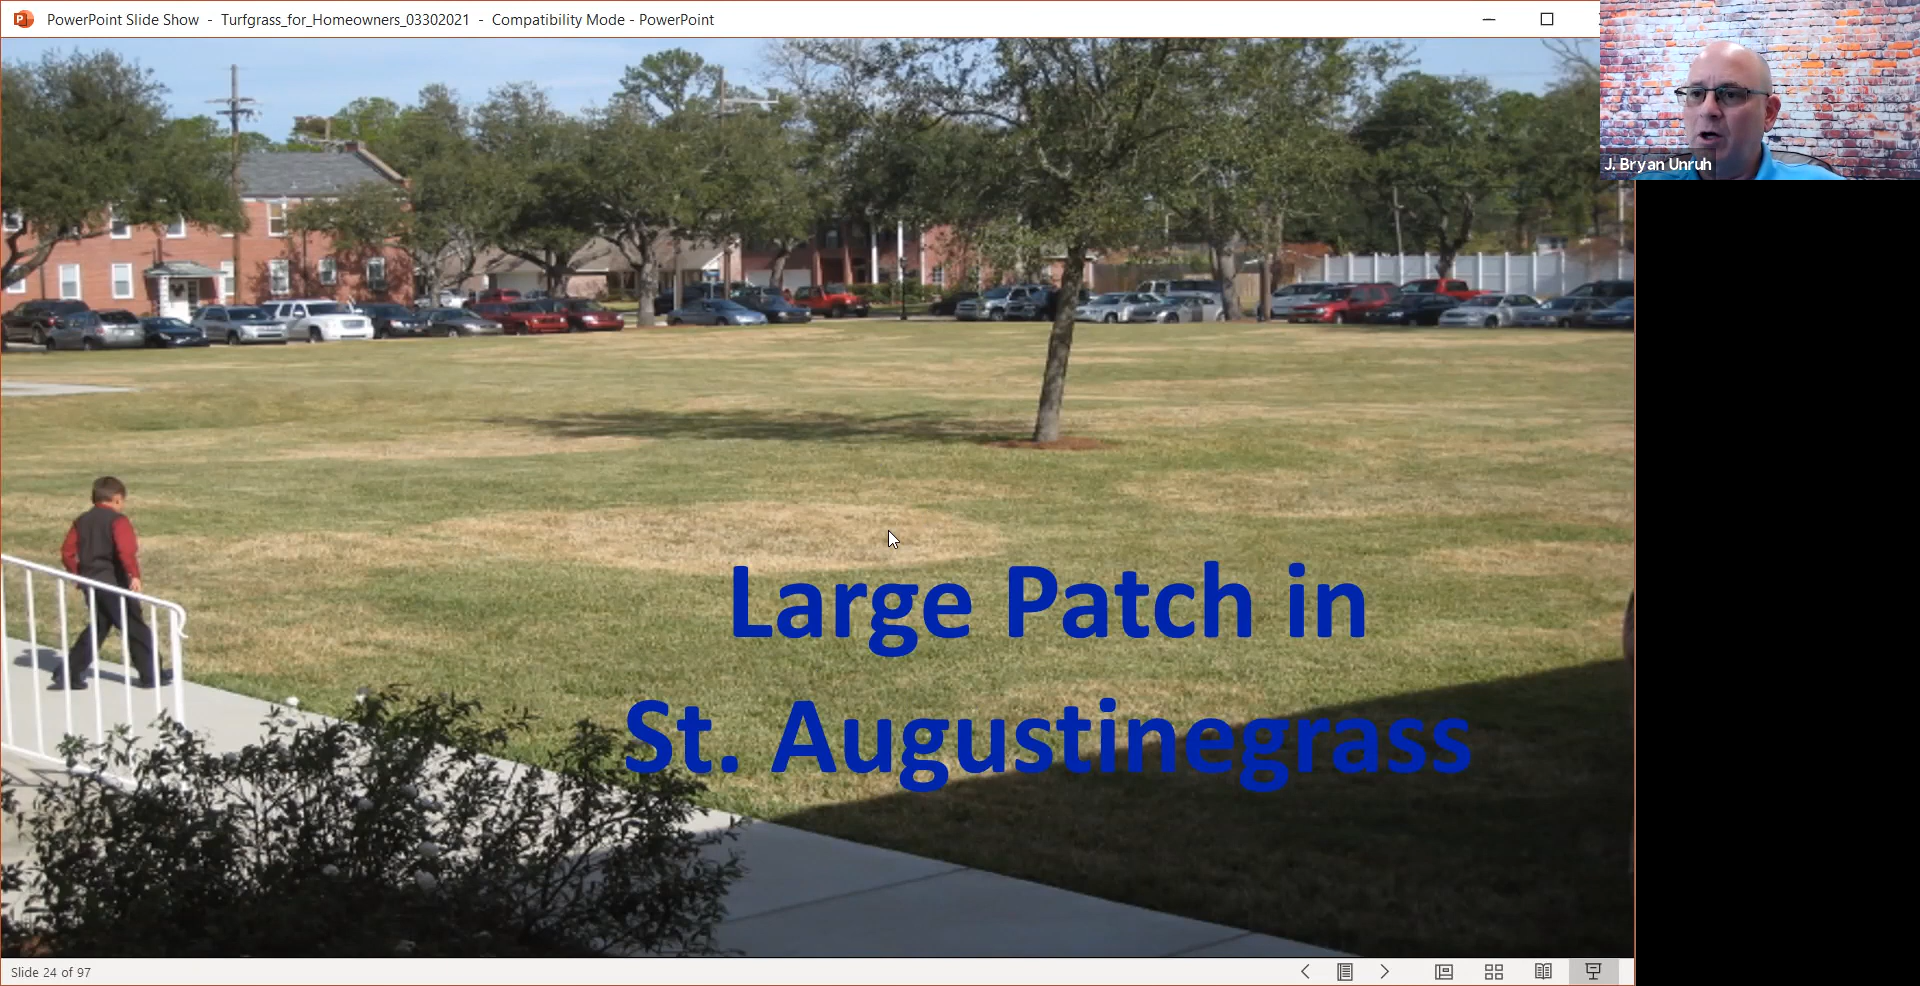 PowerPoint Slide Show - Turfgrass_for_Homeowners_03302021 - Compatibility Mode - PowerPoint
J. Bryan Unruh
Large Patch in
St. Augustinegrass
Slide 24 of 97